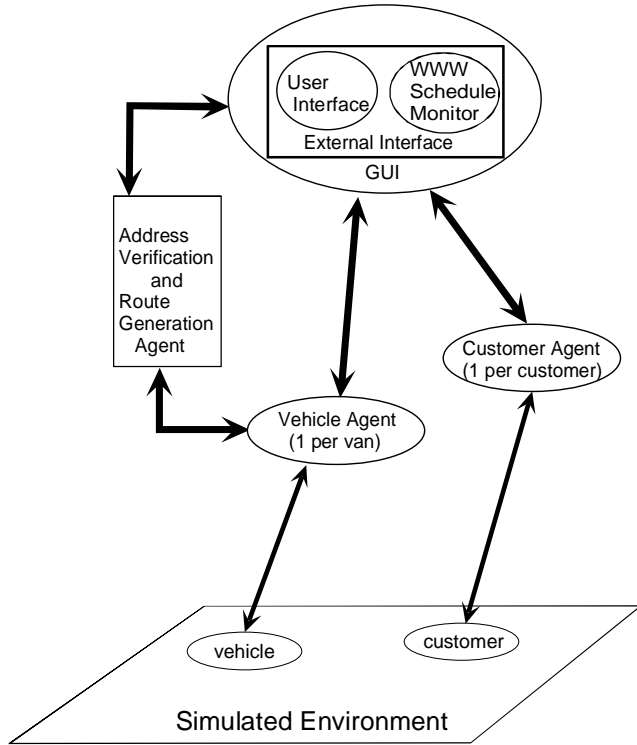 User
Interface
WWW
Schedule
Monitor
External Interface
GUI
Address
Verification
and
Route
Generation
Agent
Customer Agent
(1 per customer)
Vehicle Agent
(1 per van)
vehicle
customer
Simulated Environment